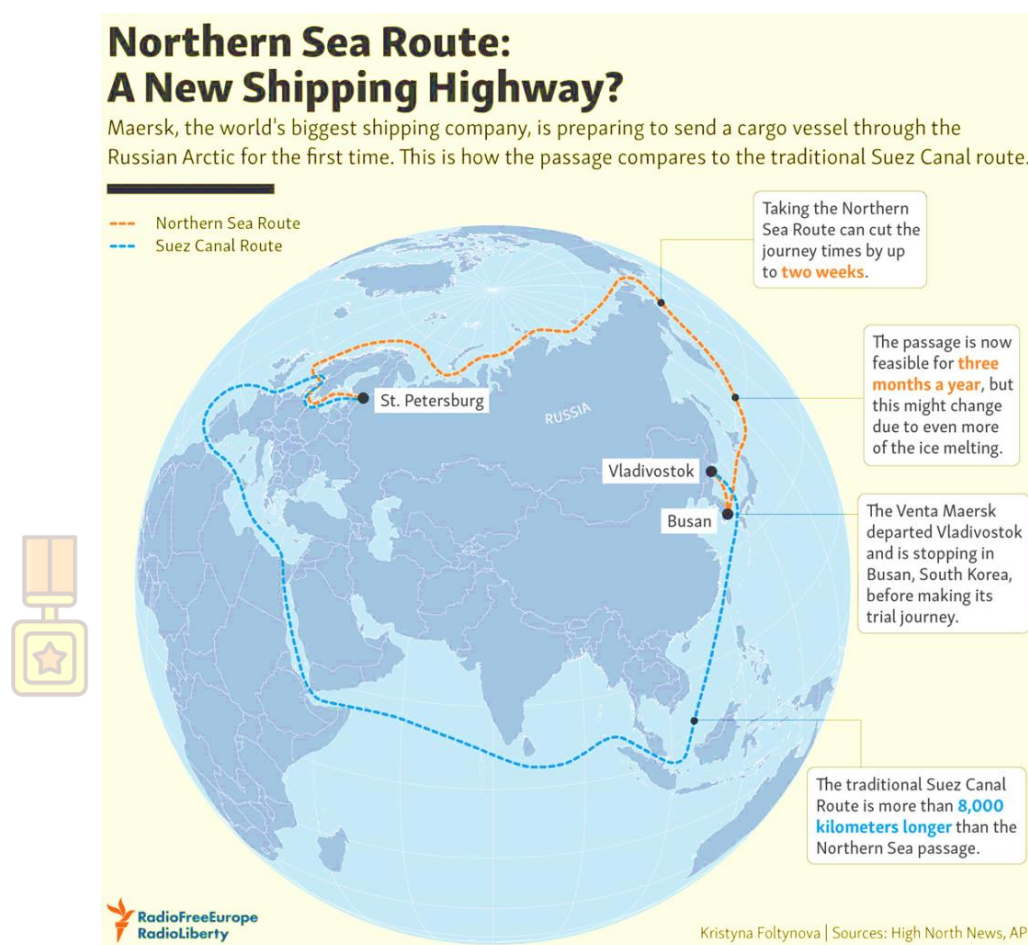 Northern Sea Route:
A New Shipping Highway?
Maersk, the world's biggest shipping company, is preparing to send a cargo vessel through the
Russian Arctic for the first time. This is how the passage compares to the traditional Suez Canal route.
Northern Sea Route
Suez Canal Route
Taking the Northern
Sea Route can cut the
journey times by up
to two weeks.
The passage is now
feasible for three
months a year, but
this might change
due to even more
of the ice melting.
St. Petersburg
RUSSIA
Vladivostok
Busan
The Venta Maersk
departed Vladivostok
and is stopping in
Busan, South Korea,
before making its
trial journey.
The traditional Suez Canal
Route is more than 8,000
kilometers longer than the
Northern Sea passage.
RadioFreeEurope
RadioLiberty
Kristyna Foltynova | Sources: High North News, AP